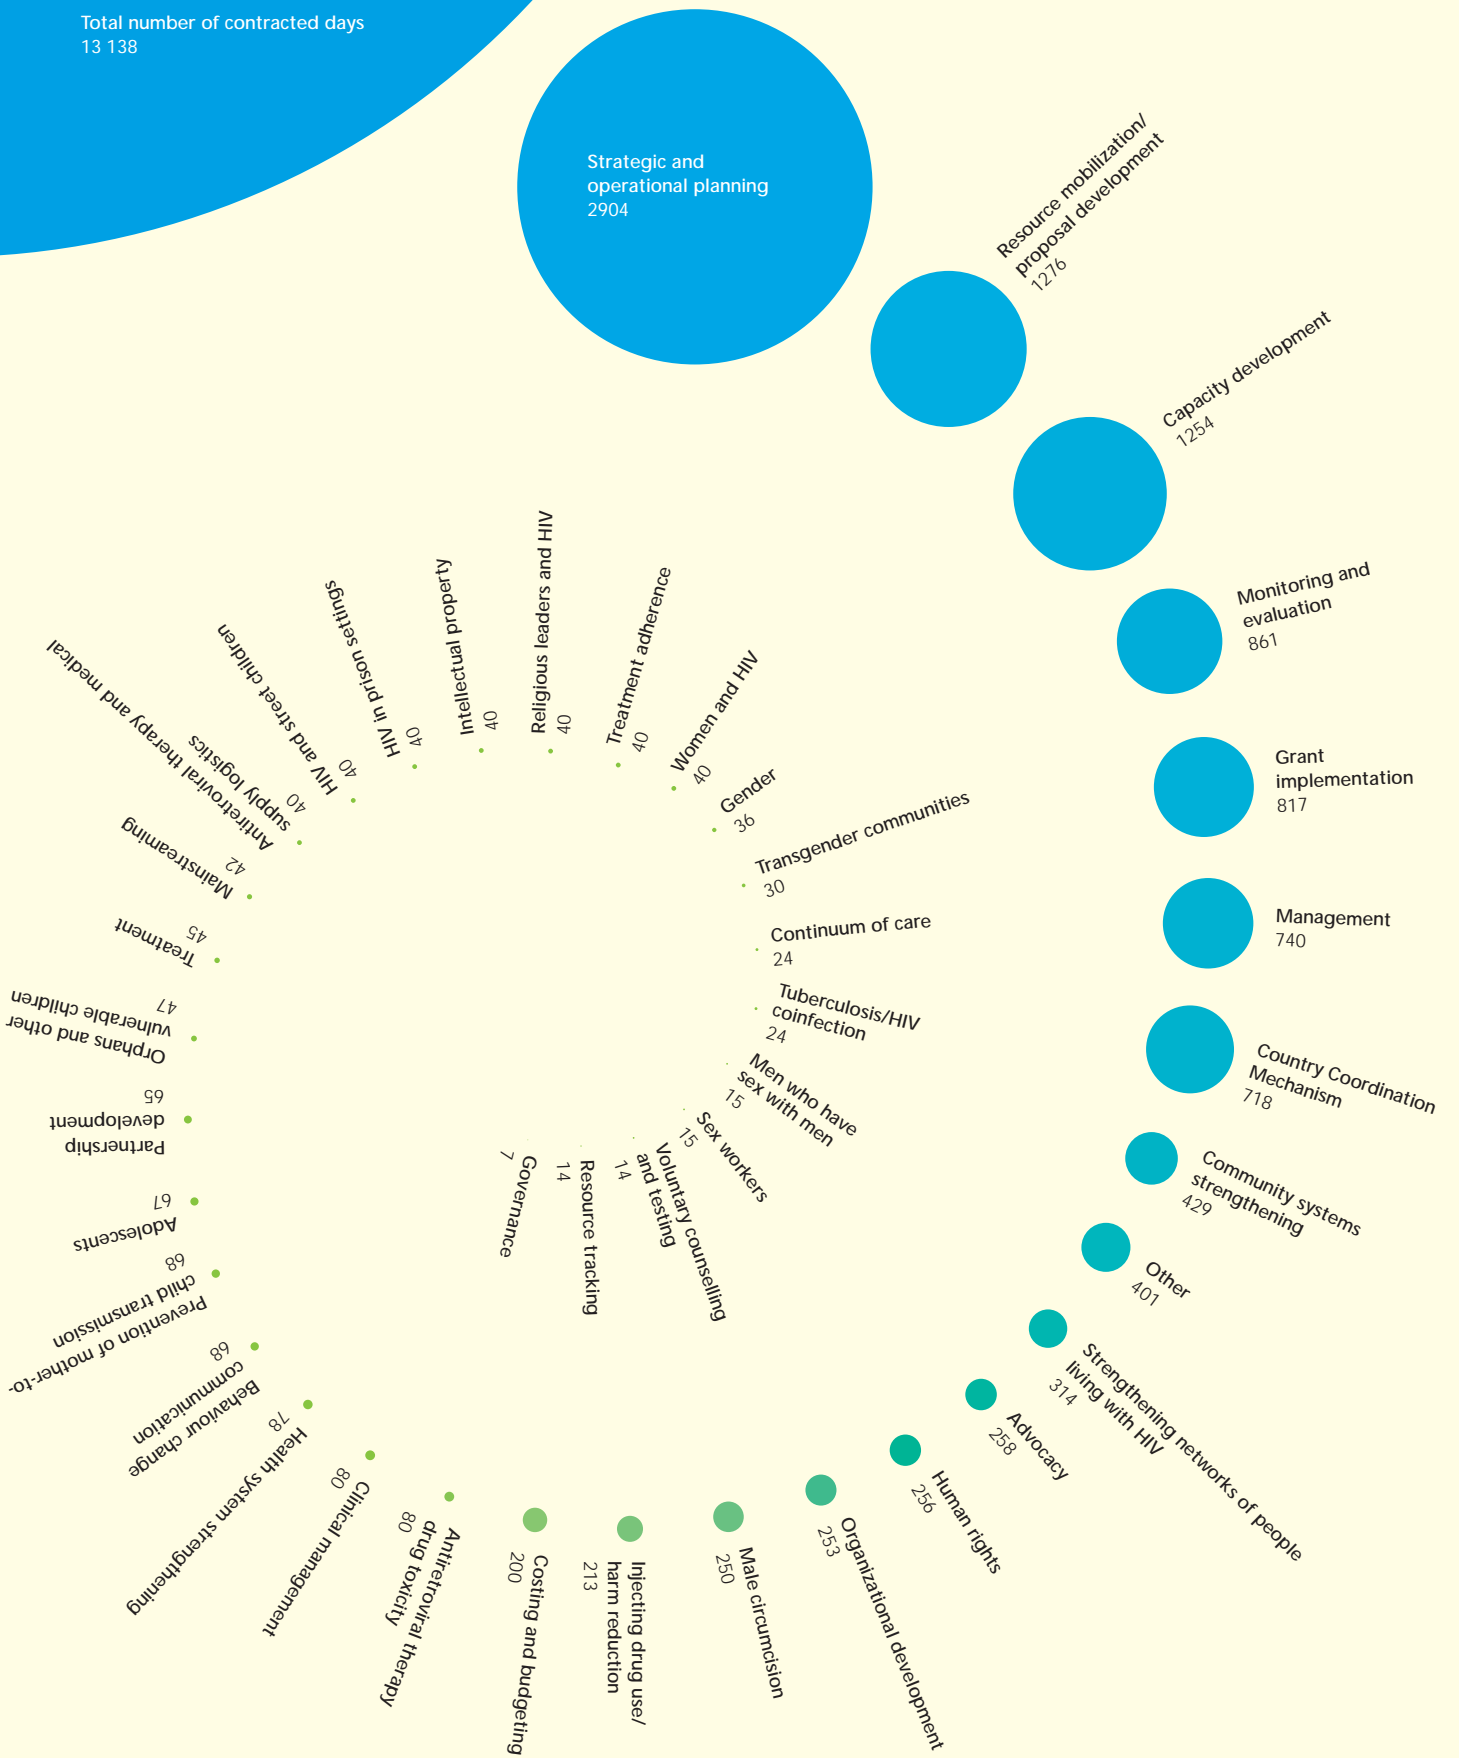 Total number of contracted days
13 138
Strategic and
operational planning
2904
Resource mobilization/
proposal development
1276
Capacity development
1254
Monitoring and
evaluation
861
Grant
implementation
817
Management
740
Country Coordination
Mechanism
718
Community systems
strengthening
429
Other
401
Strengthening networks of people
living with HIV
314
Advocacy
258
Human rights
256
Organizational development
253
Male circumcision
250
Injecting drug use/
harm reduction
213
Costing and budgeting
200
Antiretroviral therapy
drug toxicity
80
Clinical management
80
Health system strengthening
78
Behaviour change
communication
68
Prevention of mother-to-
child transmission
68
Adolescents
67
Partnership
development
65
Orphans and other
vulnerable children
47
Treatment
45
Mainstreaming
42
Antiretroviral therapy and medical
supply logistics
40
HIV and street children
40
HIV in prison settings
40
Intellectual property
40
Religious leaders and HIV
40
Treatment adherence
40
Women and HIV
40
Gender
36
Transgender communities
30
Continuum of care
24
Tuberculosis/HIV
coinfection
24
Men who have
sex with men
15
Sex workers
15
Voluntary counselling
and testing
14
Resource tracking
14
Governance
7